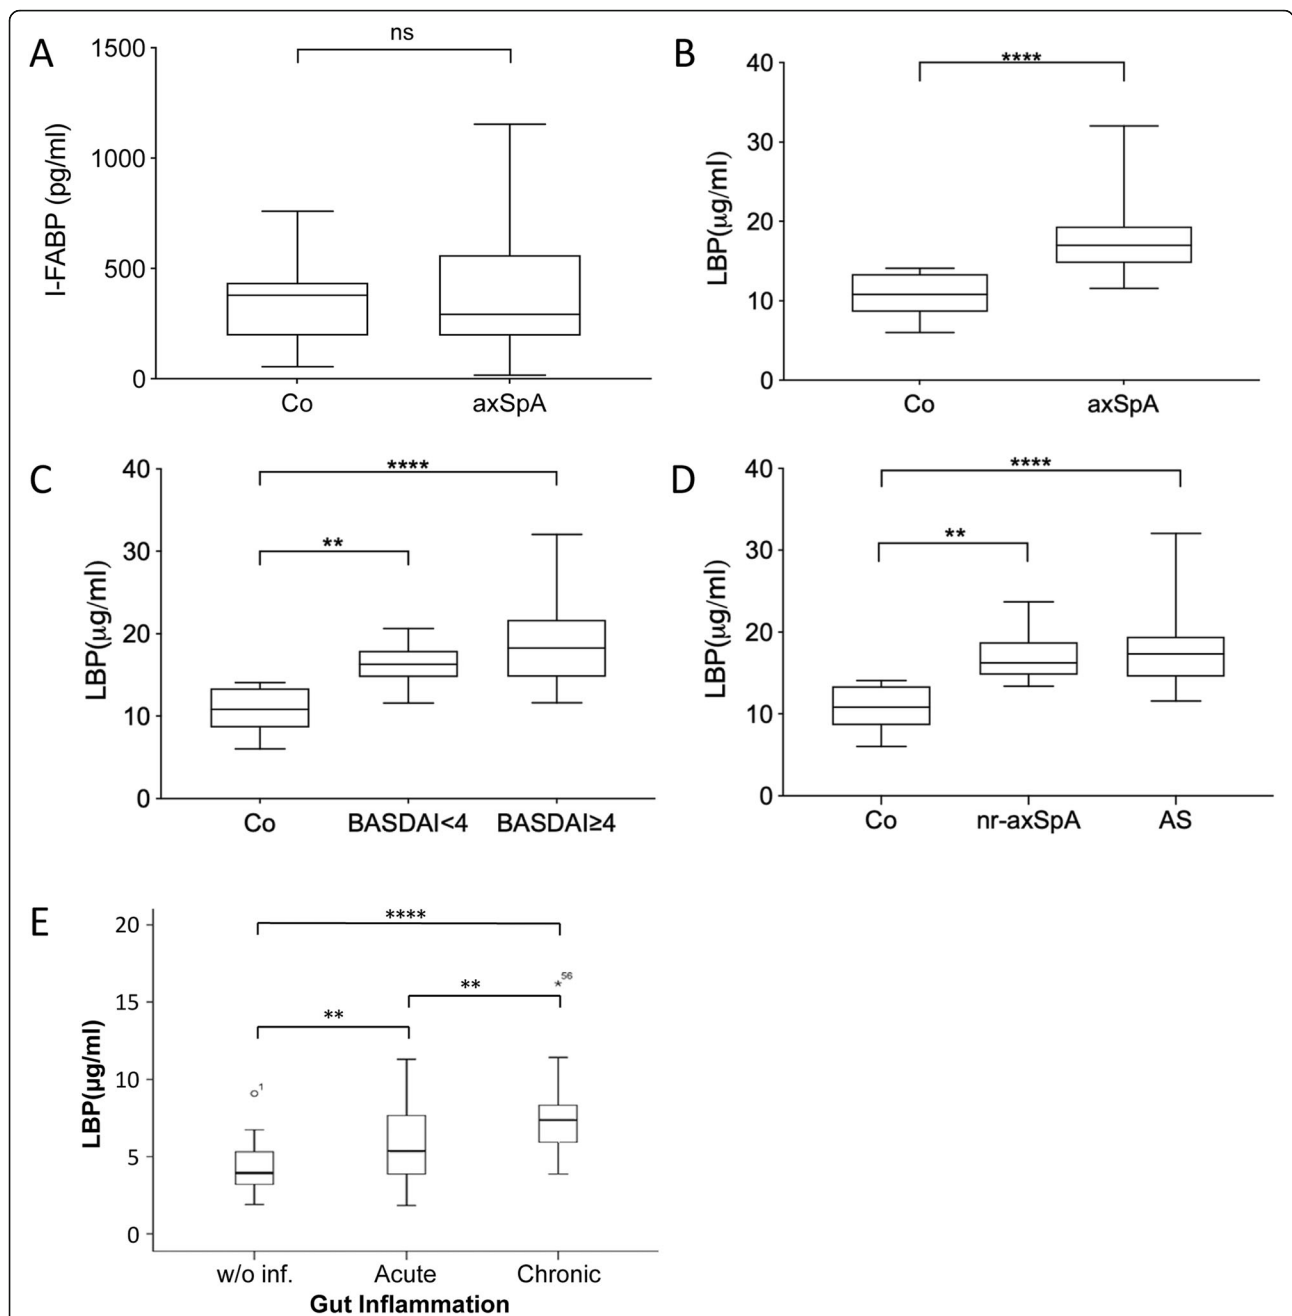 A
ns
1500
1000
500
0
I-FABP (pg/ml)
Co
axSpA
B
****
40
30
20
10
0
LBP(µg/ml)
Co
axSpA
C
****
**
40
30
20
10
0
LBP(µg/ml)
Co
BASDAI<4
BASDAI≥4
D
****
**
40
30
20
10
0
LBP(µg/ml)
Co
nr-axSpA
AS
E
****
**
**
20
15
10
5
0
LBP(µg/ml)
1
*56
w/o inf.
Acute
Chronic
Gut Inflammation